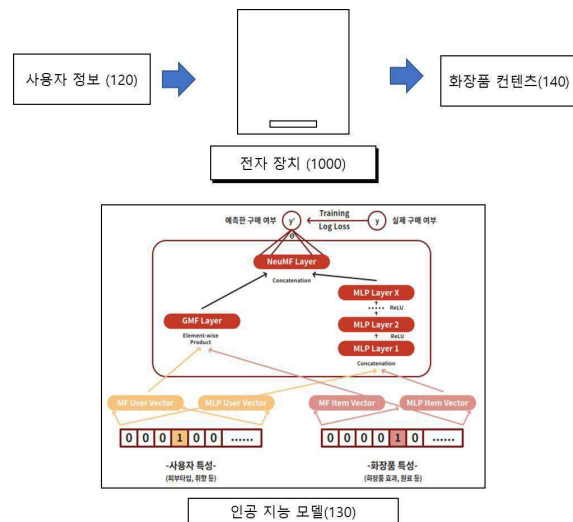 사용자 정보 (120)
화장품 컨텐츠(140)
전자 장치 (1000)
예측한 구매 여부
y'
Training
Log Loss
y
실제 구매 여부
σ
NeuMF Layer
Concatenation
MLP Layer X
...... ReLU
GMF Layer
MLP Layer 2
Element-wise
Product
ReLU
MLP Layer 1
Concatenation
MF User Vector
MLP User Vector
MF Item Vector
MLP Item Vector
0 0 0 1 0 0 ......
0 0 0 0 1 0 ......
-사용자 특성-
(피부타입, 취향 등)
-화장품 특성-
(화장품 효과, 원료 등)
인공 지능 모델(130)